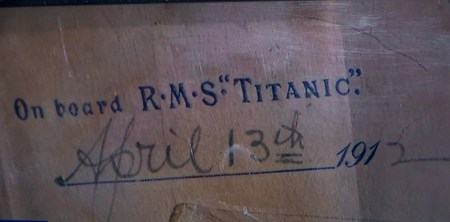 On board R·M·S·"TITANIC".
April 13th 1912